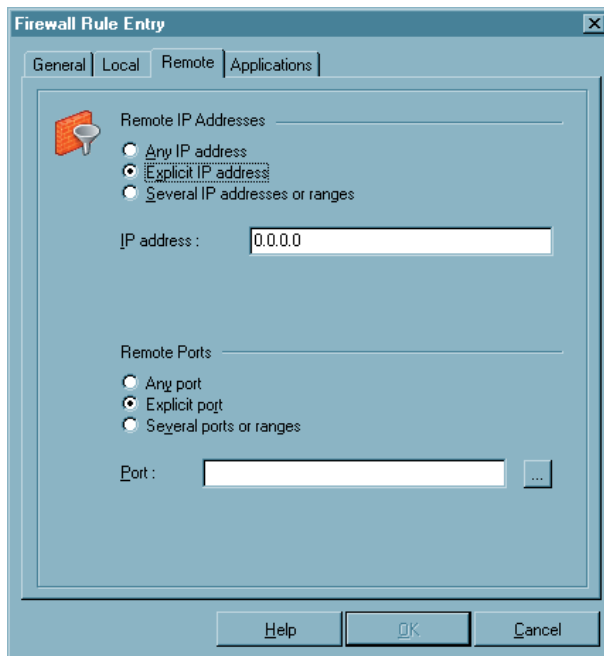 Firewall Rule Entry
General Local Remote Applications
Remote IP Addresses
Any IP address
Explicit IP address
Several IP addresses or ranges
IP address : 0.0.0.0
Remote Ports
Any port
Explicit port
Several ports or ranges
Port : ...
Help OK Cancel